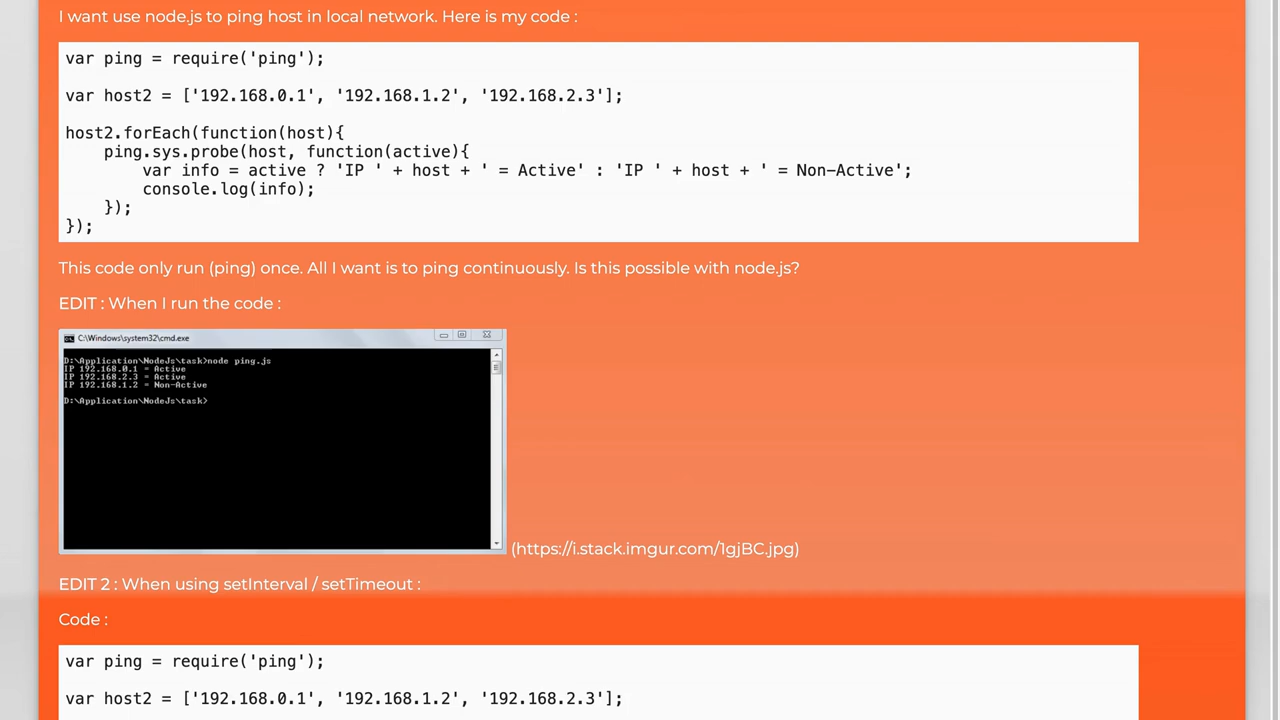 I want use node.js to ping host in local network. Here is my code :
var ping = require('ping');
var host2 = ['192.168.0.1', '192.168.1.2', '192.168.2.3'];
host2.forEach(function(host){
    ping.sys.probe(host, function(active){
        var info = active ? 'IP ' + host + ' = Active' : 'IP ' + host + ' = Non-Active';
        console.log(info);
    });
});
This code only run (ping) once. All I want is to ping continuously. Is this possible with node.js?
EDIT : When I run the code :
C:\Windows\system32\cmd.exe
D:\Application\NodeJs\task>node ping.js
IP 192.168.0.1 = Active
IP 192.168.2.3 = Active
IP 192.168.1.2 = Non-Active
D:\Application\NodeJs\task>
(https://i.stack.imgur.com/1gjBC.jpg)
EDIT 2 : When using setInterval / setTimeout :
Code :
var ping = require('ping');
var host2 = ['192.168.0.1', '192.168.1.2', '192.168.2.3'];